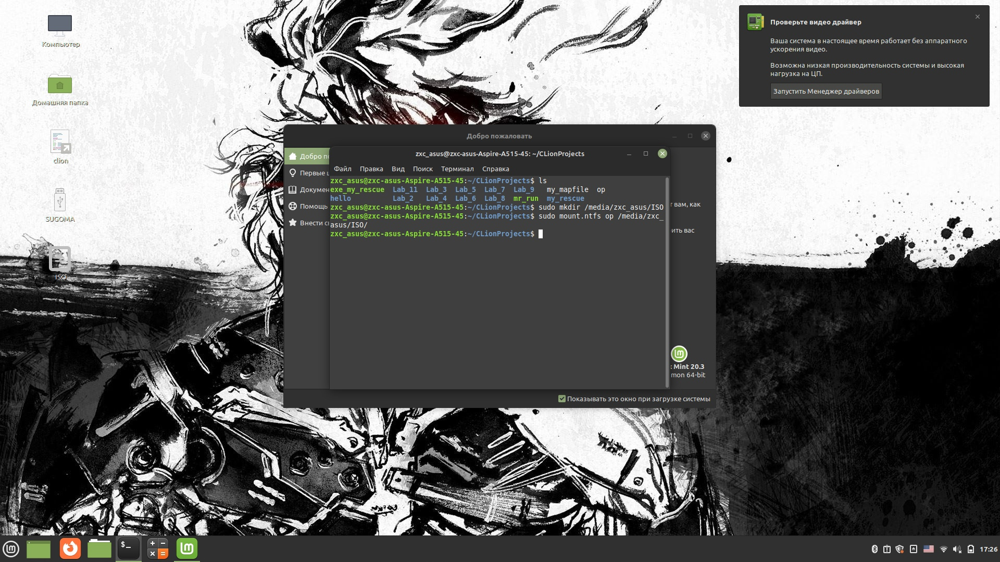 Компьютер
Домашняя папка
clion
SUGOMA
ISO
Проверьте видео драйвер
Ваша система в настоящее время работает без аппаратного
ускорения видео.
Возможна низкая производительность системы и высокая
нагрузка на ЦП.
Запустить Менеджер драйверов
Добро пожаловать
Добро по
Первые
Докумен
Помощь
Внести с
т вам, как
ить вас
Mint 20.3
mon 64-bit
Показывать это окно при загрузке системы
zxc_asus@zxc-asus-Aspire-A515-45: ~/CLionProjects
Файл Правка Вид Поиск Терминал Справка
zxc_asus@zxc-asus-Aspire-A515-45:~/CLionProjects$ ls
exe_my_rescue Lab_11 Lab_3 Lab_5 Lab_7 Lab_9 my_mapfile op
hello Lab_2 Lab_4 Lab_6 Lab_8 mr_run my_rescue
zxc_asus@zxc-asus-Aspire-A515-45:~/CLionProjects$ sudo mkdir /media/zxc_asus/ISO
zxc_asus@zxc-asus-Aspire-A515-45:~/CLionProjects$ sudo mount.ntfs op /media/zxc_
asus/ISO/
zxc_asus@zxc-asus-Aspire-A515-45:~/CLionProjects$
17:26